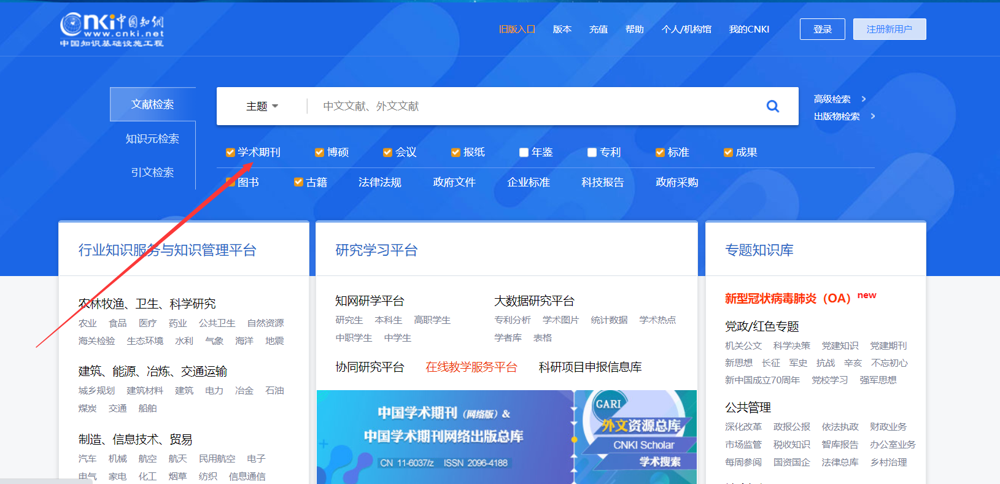 Cnki中国知网
www.cnki.net
中国知识基础设施工程
旧版入口 版本 充值 帮助 个人/机构馆 我的CNKI 登录 注册新用户
文献检索
知识元检索
引文检索
主题 中文文献、外文文献
高级检索 >
出版物检索 >
学术期刊 博硕 会议 报纸 年鉴 专利 标准 成果
图书 古籍 法律法规 政府文件 企业标准 科技报告 政府采购
行业知识服务与知识管理平台
农林牧渔、卫生、科学研究
农业 食品 医疗 药业 公共卫生 自然资源
海关检验 生态环境 水利 气象 海洋 地震
建筑、能源、冶炼、交通运输
城乡规划 建筑材料 建筑 电力 冶金 石油
煤炭 交通 船舶
制造、信息技术、贸易
汽车 机械 航空 航天 民用航空 电子
电气 家电 化工 烟草 纺织 信息通信
研究学习平台
知网研学平台
研究生 本科生 高职学生
中职学生 中学生
大数据研究平台
专利分析 学术图片 统计数据 学术热点
学者库 表格
协同研究平台 在线教学服务平台 科研项目申报信息库
中国学术期刊（网络版）&
中国学术期刊网络出版总库
CN 11-6037/z ISSN 2096-4188
GARI
外文资源总库
CNKI Scholar
学术搜索
专题知识库
新型冠状病毒肺炎（OA）new
党政/红色专题
机关公文 科学决策 党建知识 党建期刊
新思想 长征 军史 抗战 辛亥 不忘初心
新中国成立70周年 党校学习 强军思想
公共管理
深化改革 政报公报 依法执政 财政业务
市场监管 税收知识 智库报告 办公室业务
每周参阅 国资国企 法律总库 乡村治理